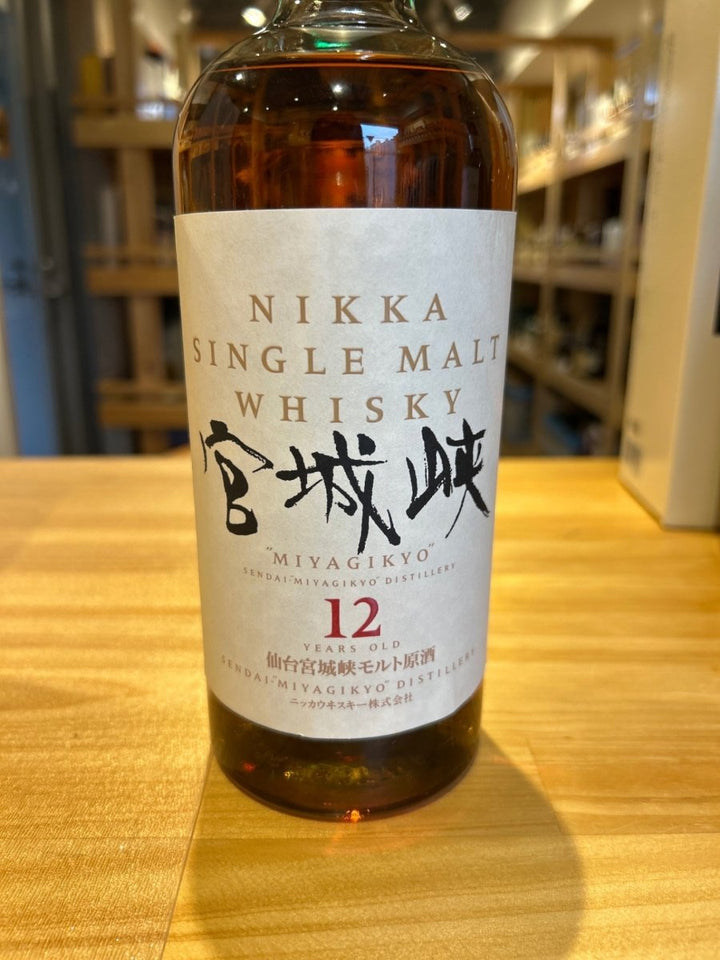 NIKKA
SINGLE MALT
WHISKY
宮城峡
"MIYAGIKYO"
SENDAI-"MIYAGIKYO" DISTILLERY
12
YEARS OLD
仙台宮城峡モルト原酒
SENDAI-"MIYAGIKYO" DISTILLERY
ニッカウヰスキー株式会社